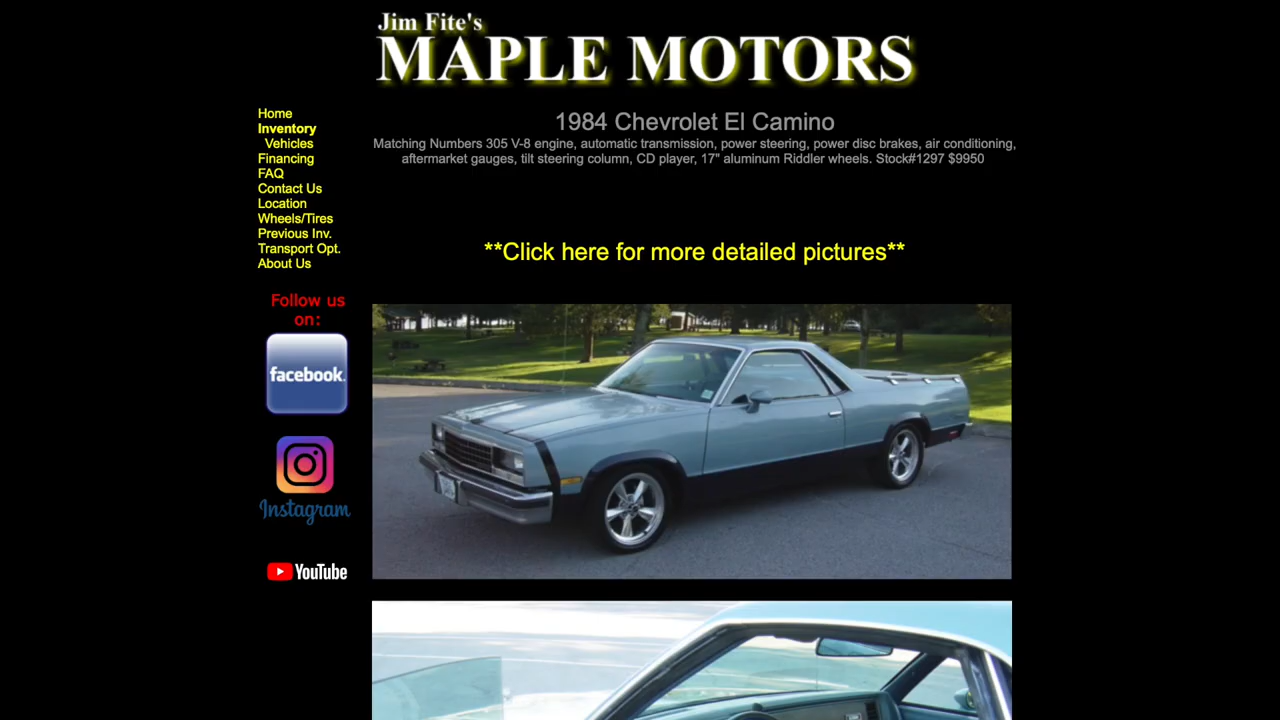 Jim Fite's
MAPLE MOTORS
Home
Inventory
Vehicles
Financing
FAQ
Contact Us
Location
Wheels/Tires
Previous Inv.
Transport Opt.
About Us
Follow us
on:
facebook.
Instagram
YouTube
1984 Chevrolet El Camino
Matching Numbers 305 V-8 engine, automatic transmission, power steering, power disc brakes, air conditioning,
aftermarket gauges, tilt steering column, CD player, 17" aluminum Riddler wheels. Stock#1297 $9950
**Click here for more detailed pictures**